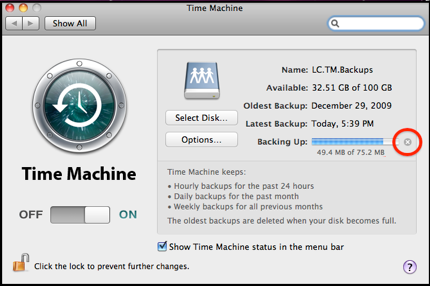 Time Machine
Show All
Name: LC.TM.Backups
Available: 32.51 GB of 100 GB
Oldest Backup: December 29, 2009
Latest Backup: Today, 5:39 PM
Select Disk...
Options...
Backing Up:
49.4 MB of 75.2 MB
Time Machine
OFF ON
Time Machine keeps:
• Hourly backups for the past 24 hours
• Daily backups for the past month
• Weekly backups for all previous months
The oldest backups are deleted when your disk becomes full.
Show Time Machine status in the menu bar
Click the lock to prevent further changes.
?